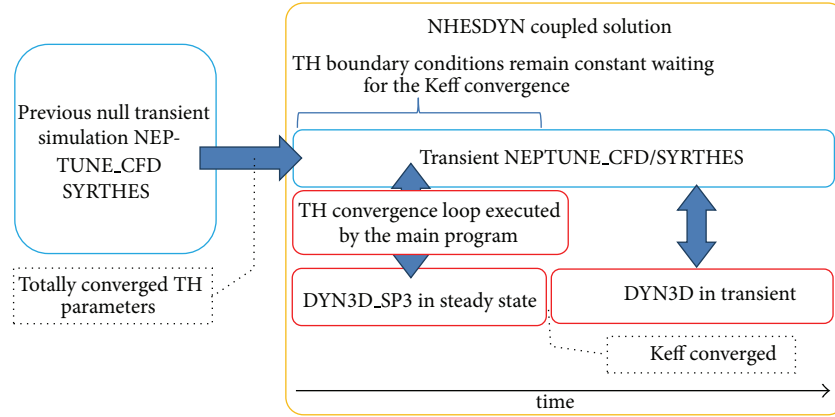 NHESDYN coupled solution
TH boundary conditions remain constant waiting
for the Keff convergence
Previous null transient
simulation NEP-
TUNE_CFD
SYRTHES
Transient NEPTUNE_CFD/SYRTHES
TH convergence loop executed
by the main program
Totally converged TH
parameters
DYN3D_SP3 in steady state
DYN3D in transient
Keff converged
time